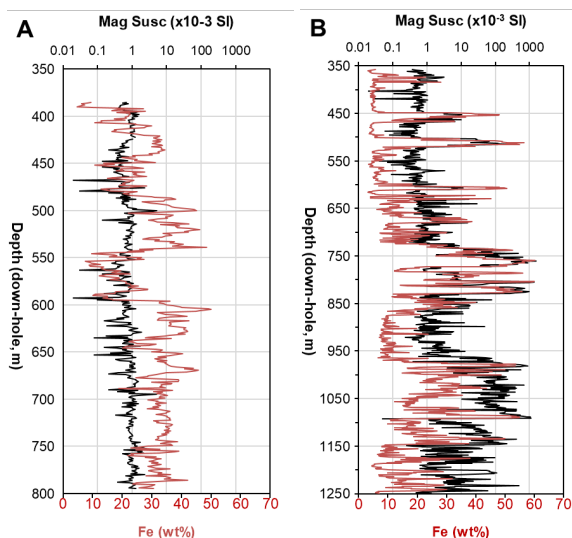 A
Mag Susc (x10-3 SI)
0.01 0.1 1 10 100 1000
350
400
450
500
550
600
650
700
750
800
Depth (down-hole, m)
0 10 20 30 40 50 60 70
Fe (wt%)
B
Mag Susc (x10-3 SI)
0.01 0.1 1 10 100 1000
350
450
550
650
750
850
950
1050
1150
1250
Depth (down-hole, m)
0 10 20 30 40 50 60 70
Fe (wt%)